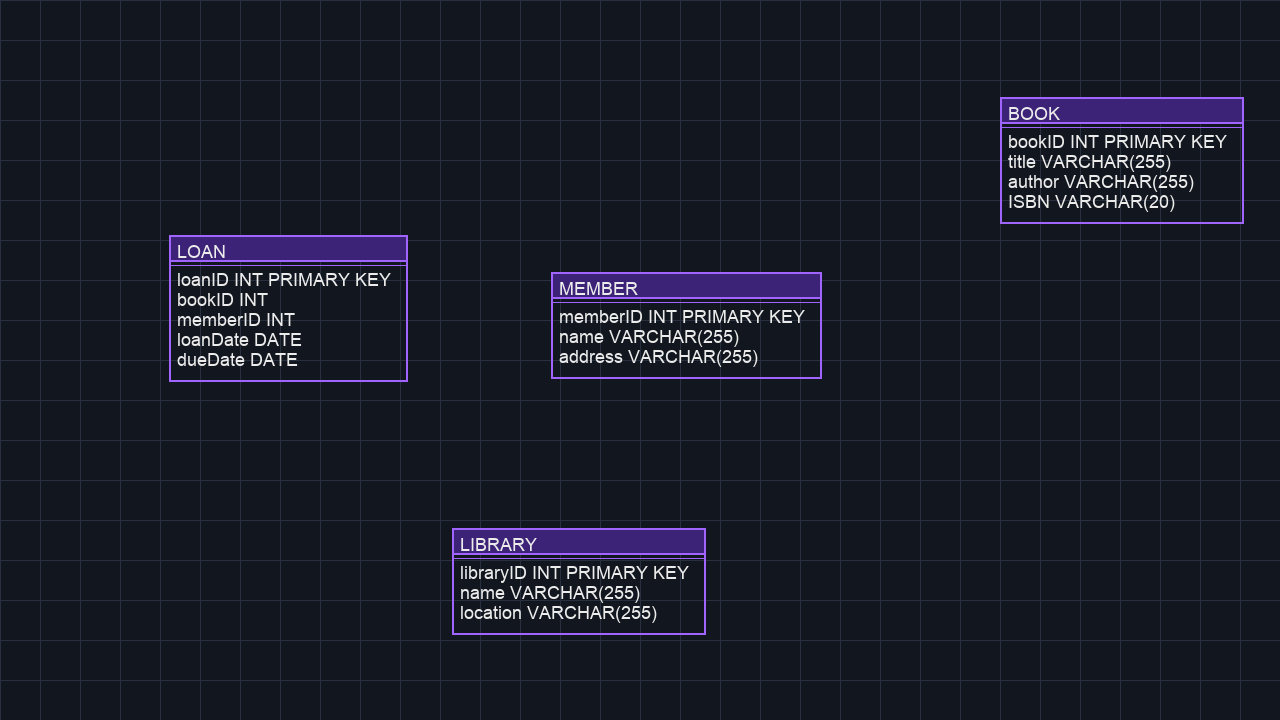 BOOK
bookID INT PRIMARY KEY
title VARCHAR(255)
author VARCHAR(255)
ISBN VARCHAR(20)
LOAN
loanID INT PRIMARY KEY
bookID INT
memberID INT
loanDate DATE
dueDate DATE
MEMBER
memberID INT PRIMARY KEY
name VARCHAR(255)
address VARCHAR(255)
LIBRARY
libraryID INT PRIMARY KEY
name VARCHAR(255)
location VARCHAR(255)